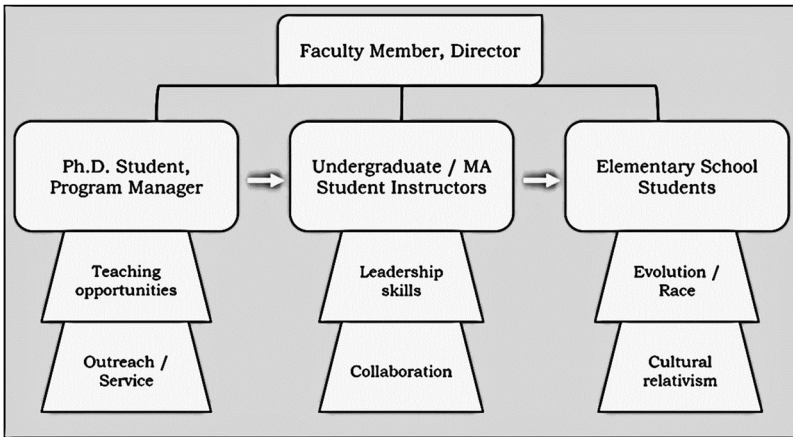 Faculty Member, Director
Ph.D. Student,
Program Manager
Undergraduate / MA
Student Instructors
Elementary School
Students
Teaching
opportunities
Leadership
skills
Evolution /
Race
Outreach /
Service
Collaboration
Cultural
relativism